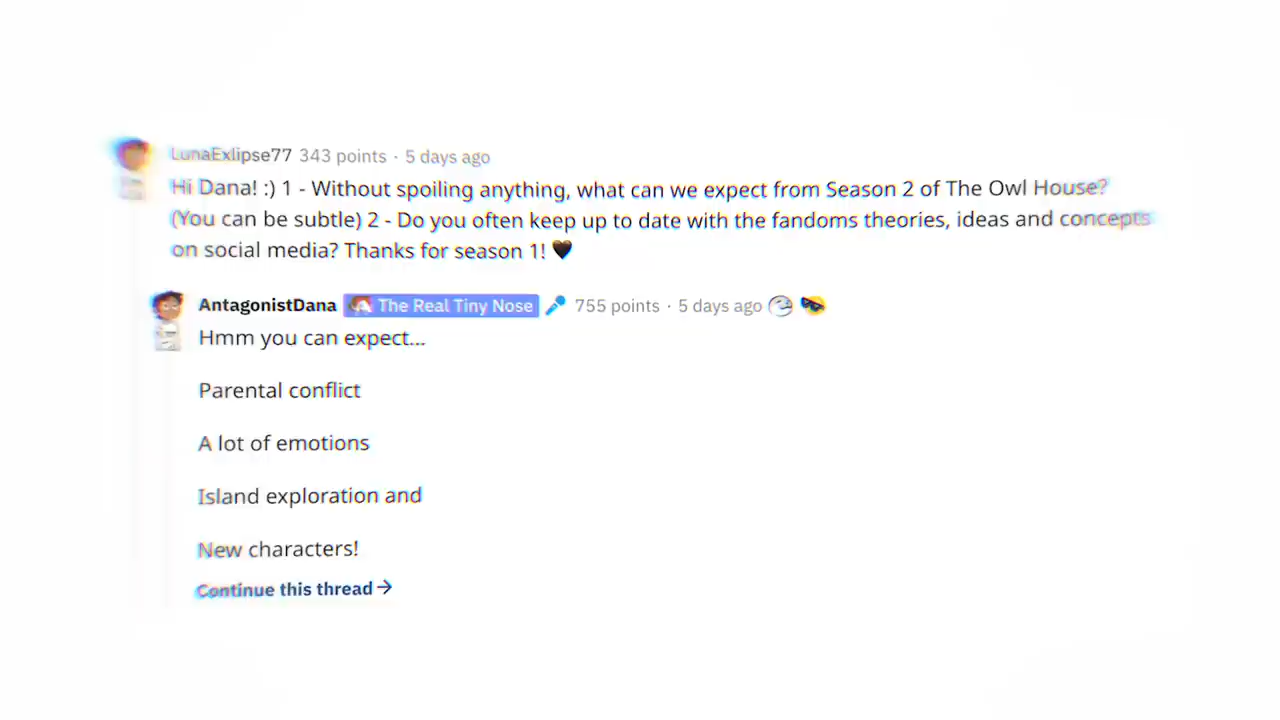 LunaExlipse77 343 points · 5 days ago
Hi Dana! :) 1 - Without spoiling anything, what can we expect from Season 2 of The Owl House?
(You can be subtle) 2 - Do you often keep up to date with the fandoms theories, ideas and concepts
on social media? Thanks for season 1! 🖤
AntagonistDana The Real Tiny Nose 🎤 755 points · 5 days ago
Hmm you can expect...
Parental conflict
A lot of emotions
Island exploration and
New characters!
Continue this thread →